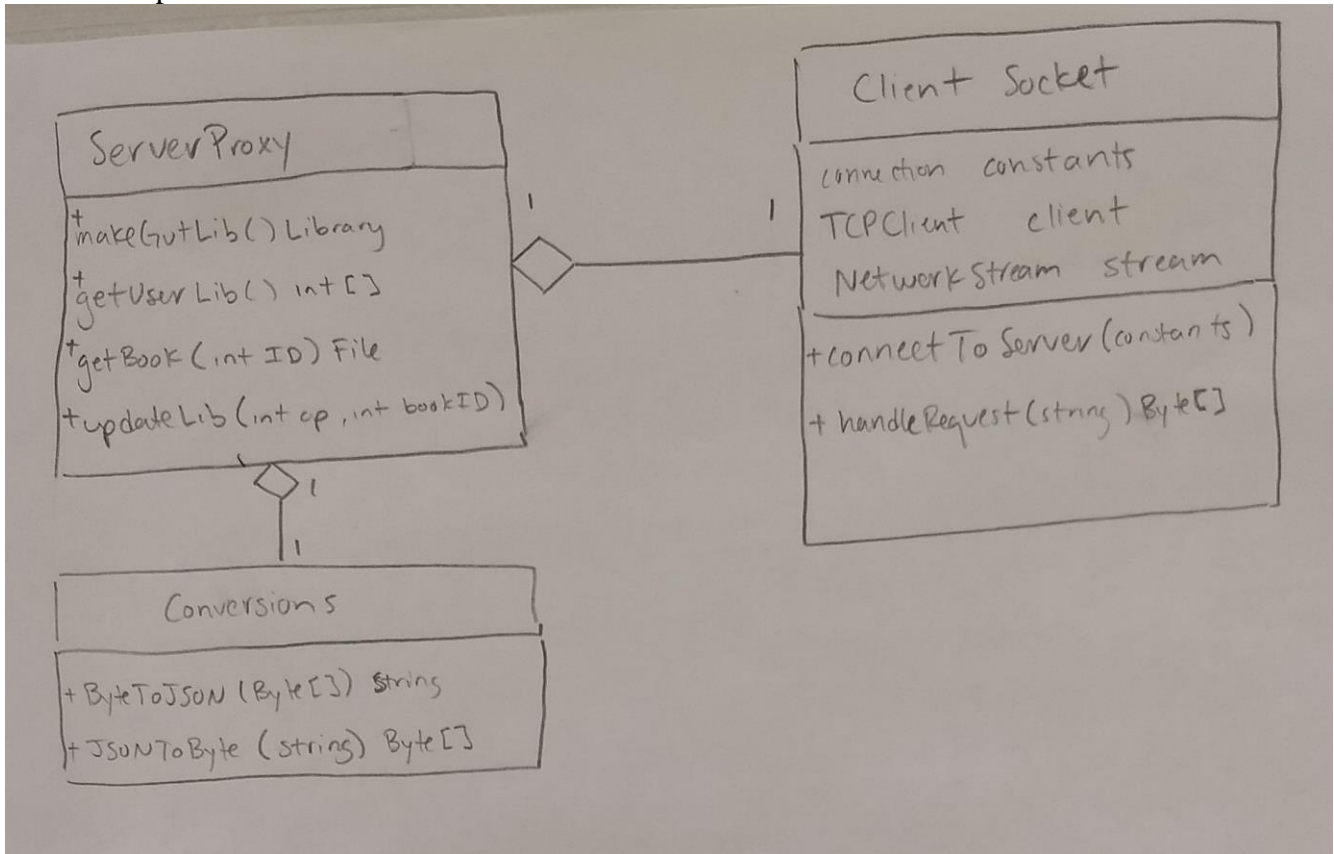 ServerProxy
+makeGutLib() Library
+getUserLib() int []
+getBook (int ID) File
+updateLib (int op, int bookID)
1
1
Client Socket
connection constants
TCPClient client
NetworkStream stream
+connectToServer (constants)
+ handleRequest (string) Byte[]
1
1
Conversions
+ ByteToJSON (Byte[]) string
+ JSONToByte (string) Byte[]